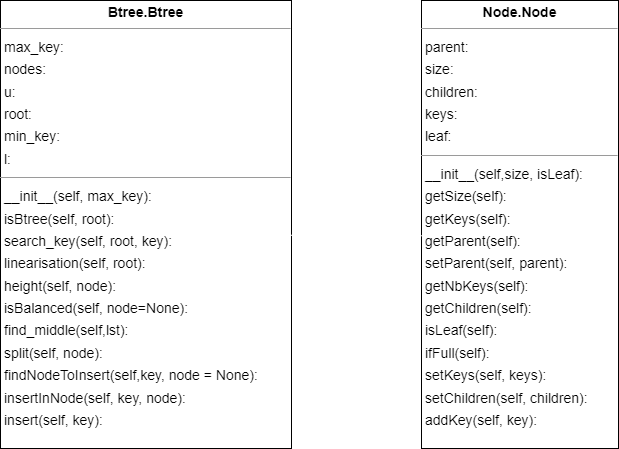 Btree.Btree
max_key:
nodes:
u:
root:
min_key:
l:
__init__(self, max_key):
isBtree(self, root):
search_key(self, root, key):
linearisation(self, root):
height(self, node):
isBalanced(self, node=None):
find_middle(self,lst):
split(self, node):
findNodeToInsert(self,key, node = None):
insertInNode(self, key, node):
insert(self, key):
Node.Node
parent:
size:
children:
keys:
leaf:
__init__(self,size, isLeaf):
getSize(self):
getKeys(self):
getParent(self):
setParent(self, parent):
getNbKeys(self):
getChildren(self):
isLeaf(self):
ifFull(self):
setKeys(self, keys):
setChildren(self, children):
addKey(self, key):